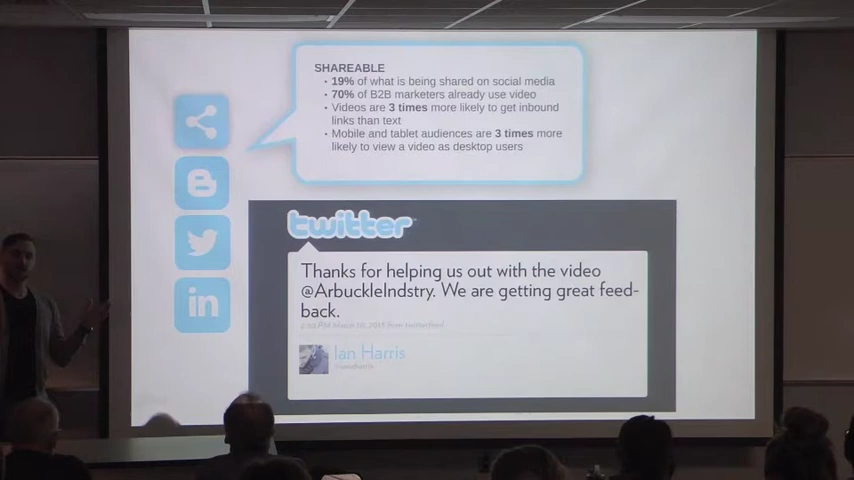 SHAREABLE
• 19% of what is being shared on social media
• 70% of B2B marketers already use video
• Videos are 3 times more likely to get inbound
links than text
• Mobile and tablet audiences are 3 times more
likely to view a video as desktop users
twitter
Thanks for helping us out with the video
@ArbuckleIndstry. We are getting great feed-
back.
Ian Harris
in